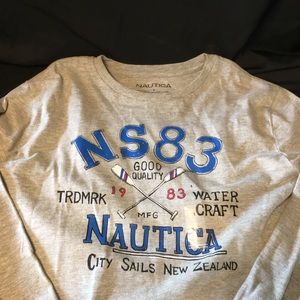 NAUTICA
NS83
GOOD
QUALITY
TRDMRK 19 83 WATER
MFG CRAFT
NAUTICA
CITY SAILS NEW ZEALAND